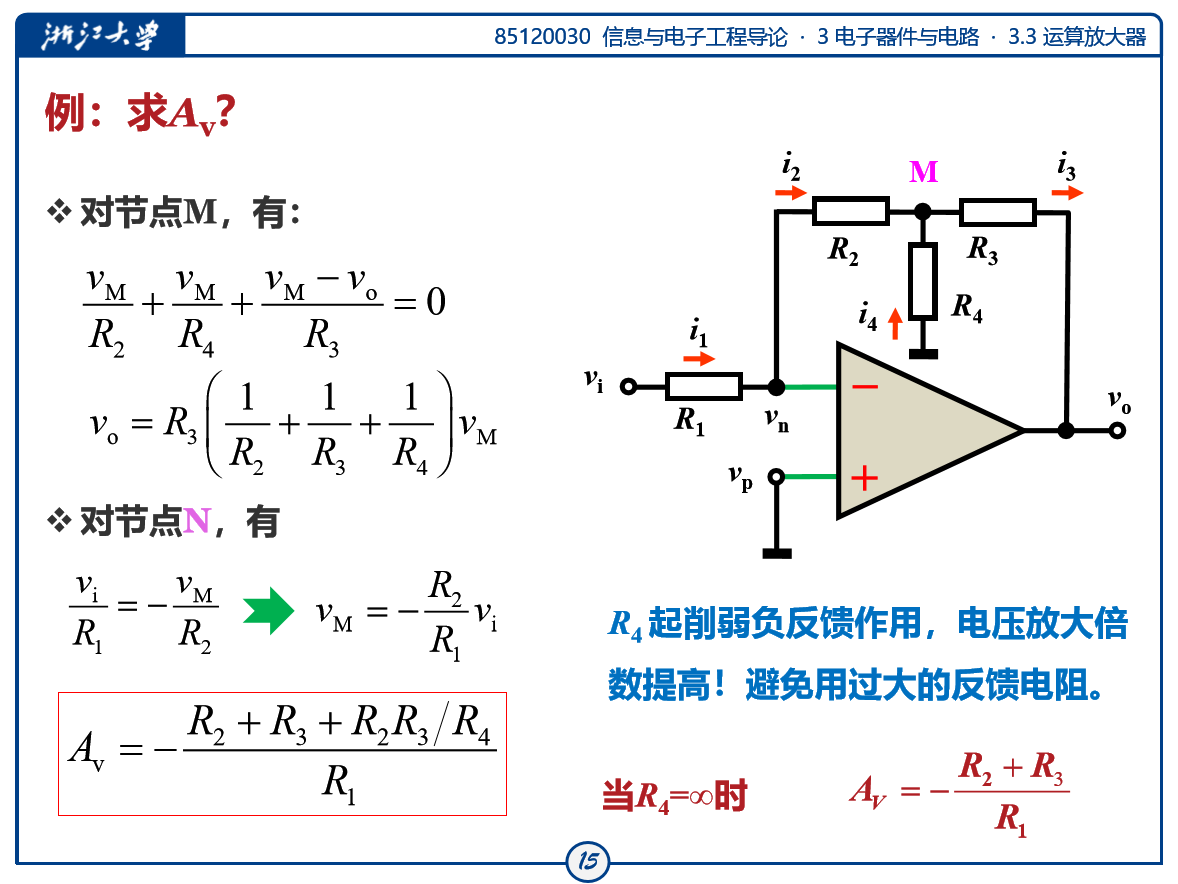 浙江大学
85120030 信息与电子工程导论 · 3 电子器件与电路 · 3.3 运算放大器
例：求Av?
❖ 对节点M，有：
vM/R2 + vM/R4 + (vM − vo)/R3 = 0
vo = R3(1/R2 + 1/R3 + 1/R4)vM
❖ 对节点N，有
vi/R1 = −vM/R2
vM = −(R2/R1)vi
Av = −(R2 + R3 + R2R3/R4)/R1
i2
M
i3
R2
R3
i4
R4
i1
vi
R1
vn
−
vo
vp
+
R4 起削弱负反馈作用，电压放大倍
数提高！避免用过大的反馈电阻。
当R4=∞时
AV = −(R2 + R3)/R1
15